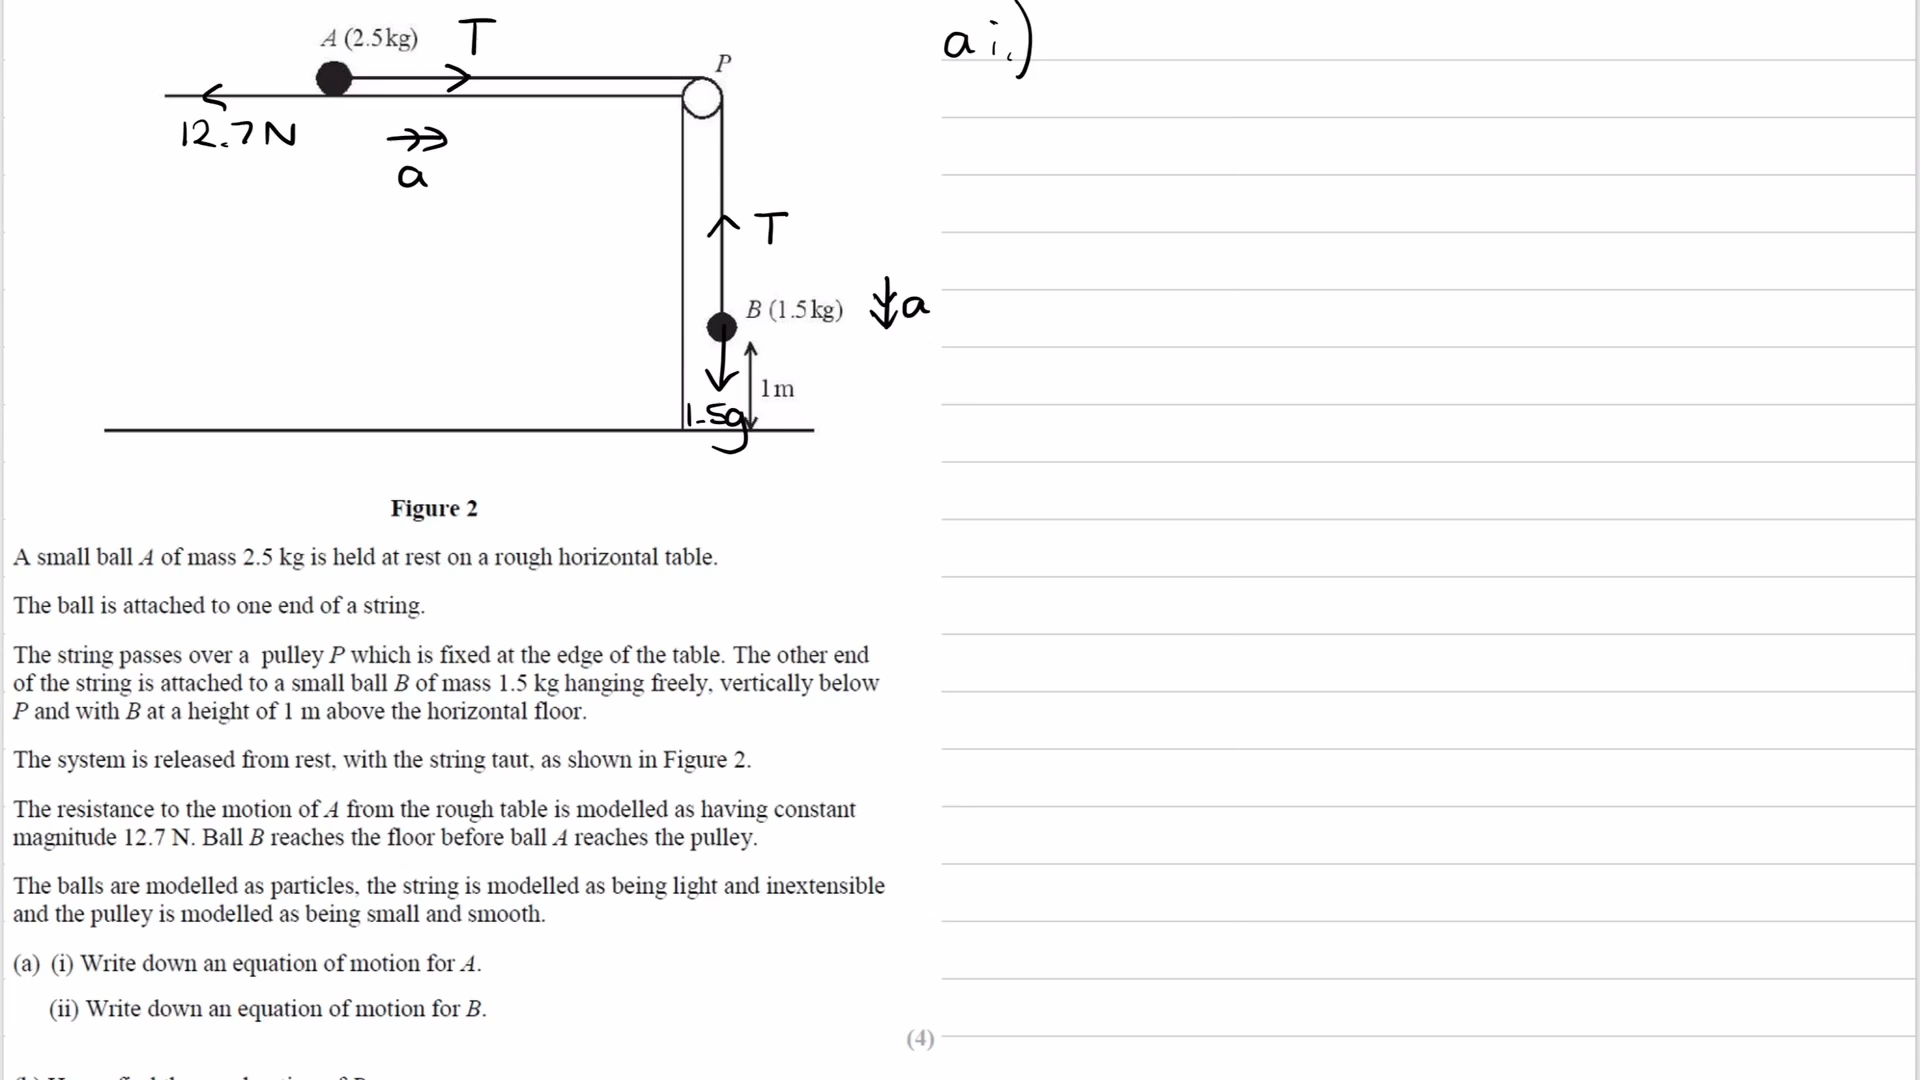 A (2.5kg)
T
P
a i.)
12.7N
a
T
B (1.5kg)
a
1m
1.5g
Figure 2
A small ball A of mass 2.5 kg is held at rest on a rough horizontal table.
The ball is attached to one end of a string.
The string passes over a pulley P which is fixed at the edge of the table. The other end
of the string is attached to a small ball B of mass 1.5 kg hanging freely, vertically below
P and with B at a height of 1 m above the horizontal floor.
The system is released from rest, with the string taut, as shown in Figure 2.
The resistance to the motion of A from the rough table is modelled as having constant
magnitude 12.7 N. Ball B reaches the floor before ball A reaches the pulley.
The balls are modelled as particles, the string is modelled as being light and inextensible
and the pulley is modelled as being small and smooth.
(a) (i) Write down an equation of motion for A.
(ii) Write down an equation of motion for B.
(4)